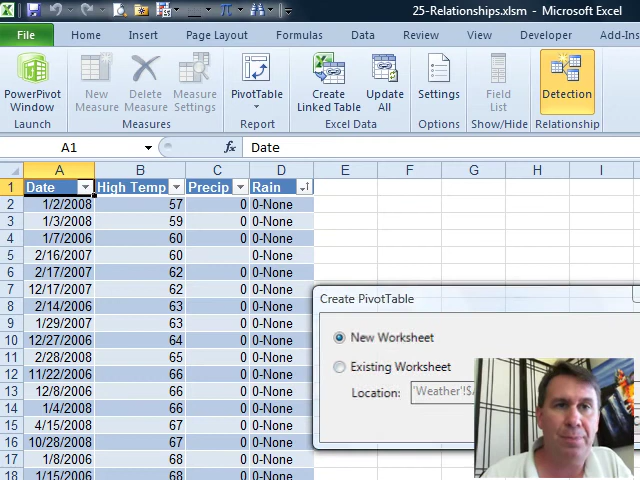 25-Relationships.xlsm - Microsoft Excel
File Home Insert Page Layout Formulas Data Review View Developer Add-Ins
PowerPivot Window New Measure Delete Measure Measure Settings PivotTable Create Linked Table Update All Settings Field List Detection
Launch Measures Report Excel Data Options Show/Hide Relationship
A1 fx Date
A B C D E F G H I
1 Date High Temp Precip Rain
2 1/2/2008 57 0 0-None
3 1/3/2008 59 0 0-None
4 1/7/2006 60 0 0-None
5 2/16/2007 60 0 0-None
6 2/17/2007 62 0 0-None
7 12/17/2007 62 0 0-None
8 2/14/2006 63 0 0-None
9 1/29/2007 63 0 0-None
10 12/27/2006 64 0 0-None
11 2/28/2008 65 0 0-None
12 11/22/2006 66 0 0-None
13 12/8/2006 66 0 0-None
14 1/4/2008 66 0 0-None
15 4/15/2008 67 0 0-None
16 10/28/2008 67 0 0-None
17 1/9/2008 68 0 0-None
18 1/15/2006 68 0 0-None
Create PivotTable
New Worksheet
Existing Worksheet
Location: 'Weather'!$